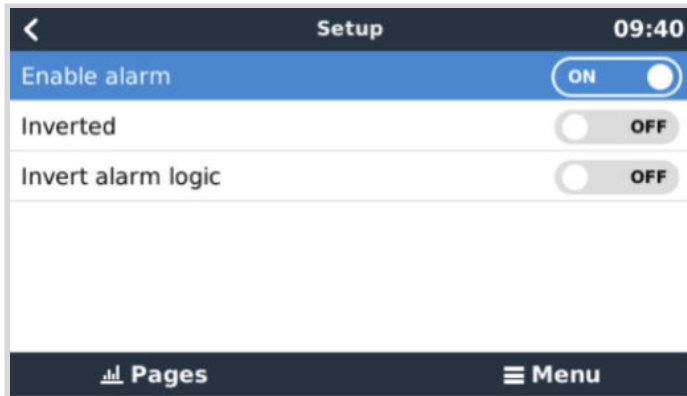 Setup 09:40
Enable alarm ON
Inverted OFF
Invert alarm logic OFF
Pages Menu